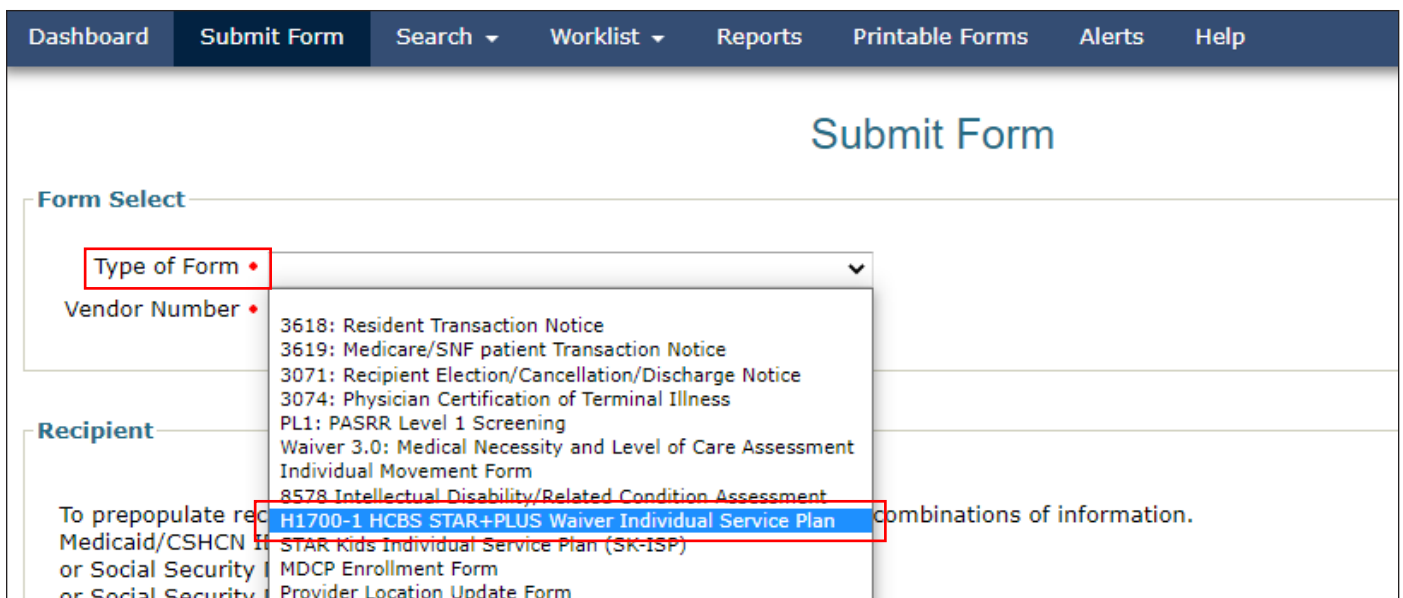 Dashboard Submit Form Search Worklist Reports Printable Forms Alerts Help
Submit Form
Form Select
Type of Form
Vendor Number
3618: Resident Transaction Notice
3619: Medicare/SNF patient Transaction Notice
3071: Recipient Election/Cancellation/Discharge Notice
3074: Physician Certification of Terminal Illness
PL1: PASRR Level 1 Screening
Waiver 3.0: Medical Necessity and Level of Care Assessment
Individual Movement Form
8578 Intellectual Disability/Related Condition Assessment
H1700-1 HCBS STAR+PLUS Waiver Individual Service Plan
STAR Kids Individual Service Plan (SK-ISP)
MDCP Enrollment Form
Provider Location Update Form
Recipient
To prepopulate rec combinations of information.
Medicaid/CSHCN I
or Social Security
or Social Security